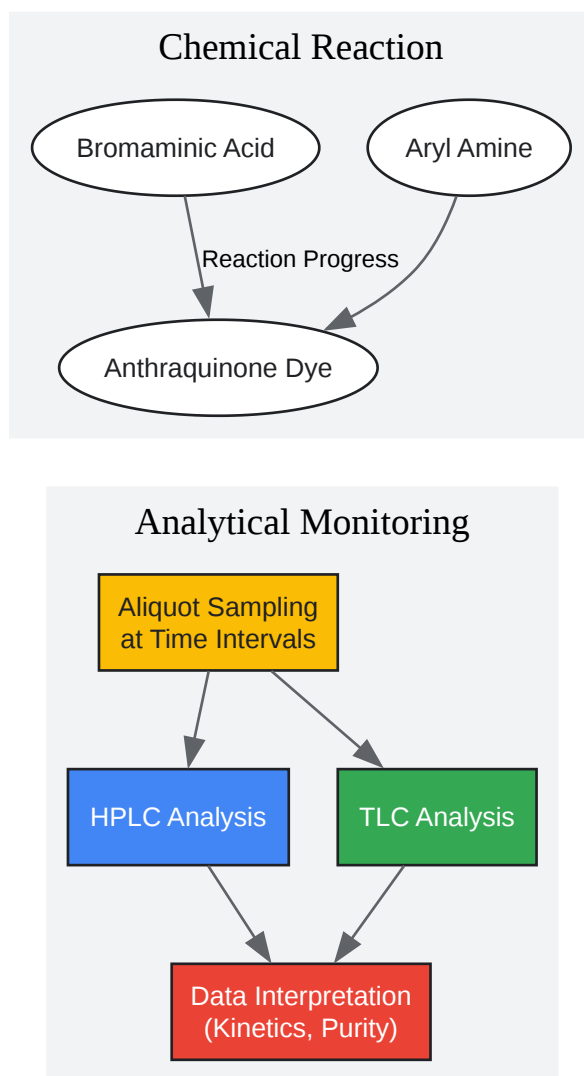 Chemical Reaction
Bromaminic Acid
Aryl Amine
Reaction Progress
Anthraquinone Dye
Analytical Monitoring
Aliquot Sampling
at Time Intervals
HPLC Analysis
TLC Analysis
Data Interpretation
(Kinetics, Purity)